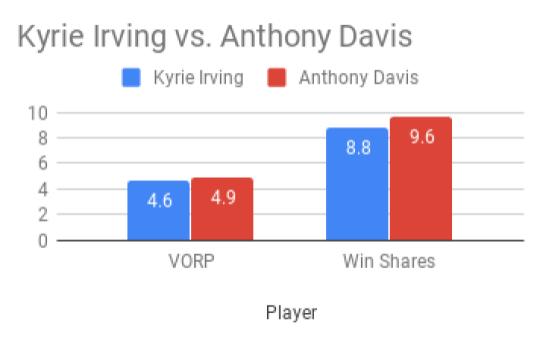 Kyrie Irving vs. Anthony Davis
Kyrie Irving Anthony Davis
10
8
6
4
2
0
4.6 4.9 8.8 9.6
VORP Win Shares
Player